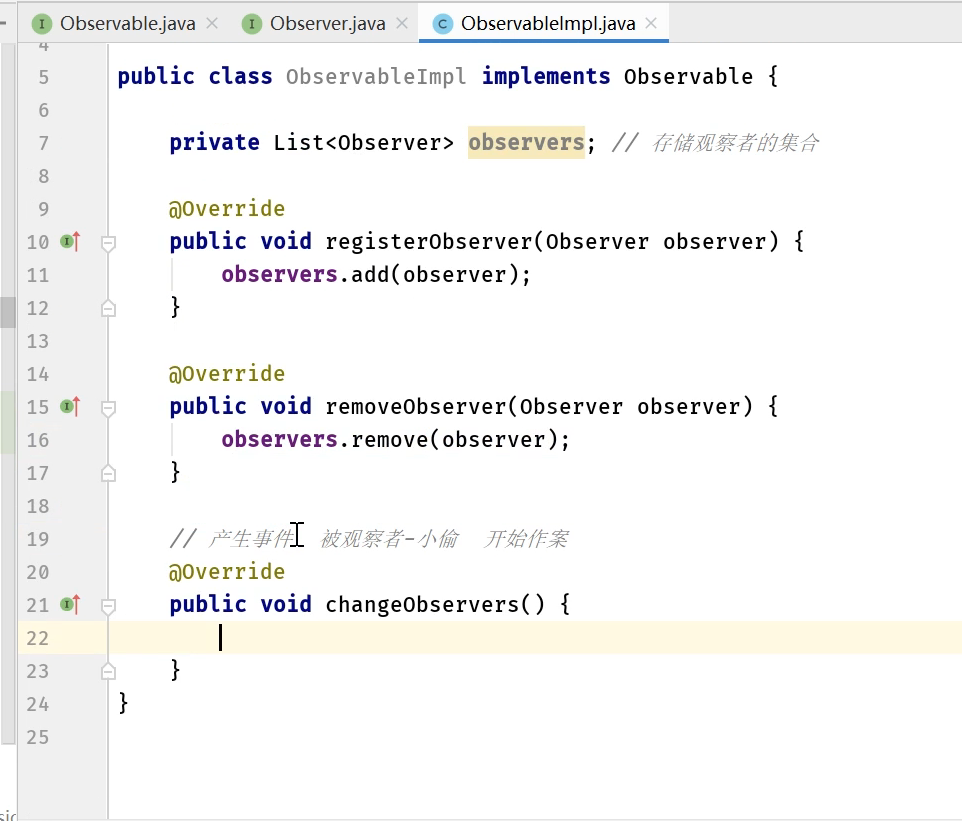 Observable.java Observer.java ObservableImpl.java
4
5 public class ObservableImpl implements Observable {
6
7 private List<Observer> observers; // 存储观察者的集合
8
9 @Override
10 public void registerObserver(Observer observer) {
11 observers.add(observer);
12 }
13
14 @Override
15 public void removeObserver(Observer observer) {
16 observers.remove(observer);
17 }
18
19 // 产生事件 被观察者-小偷 开始作案
20 @Override
21 public void changeObservers() {
22
23 }
24 }
25